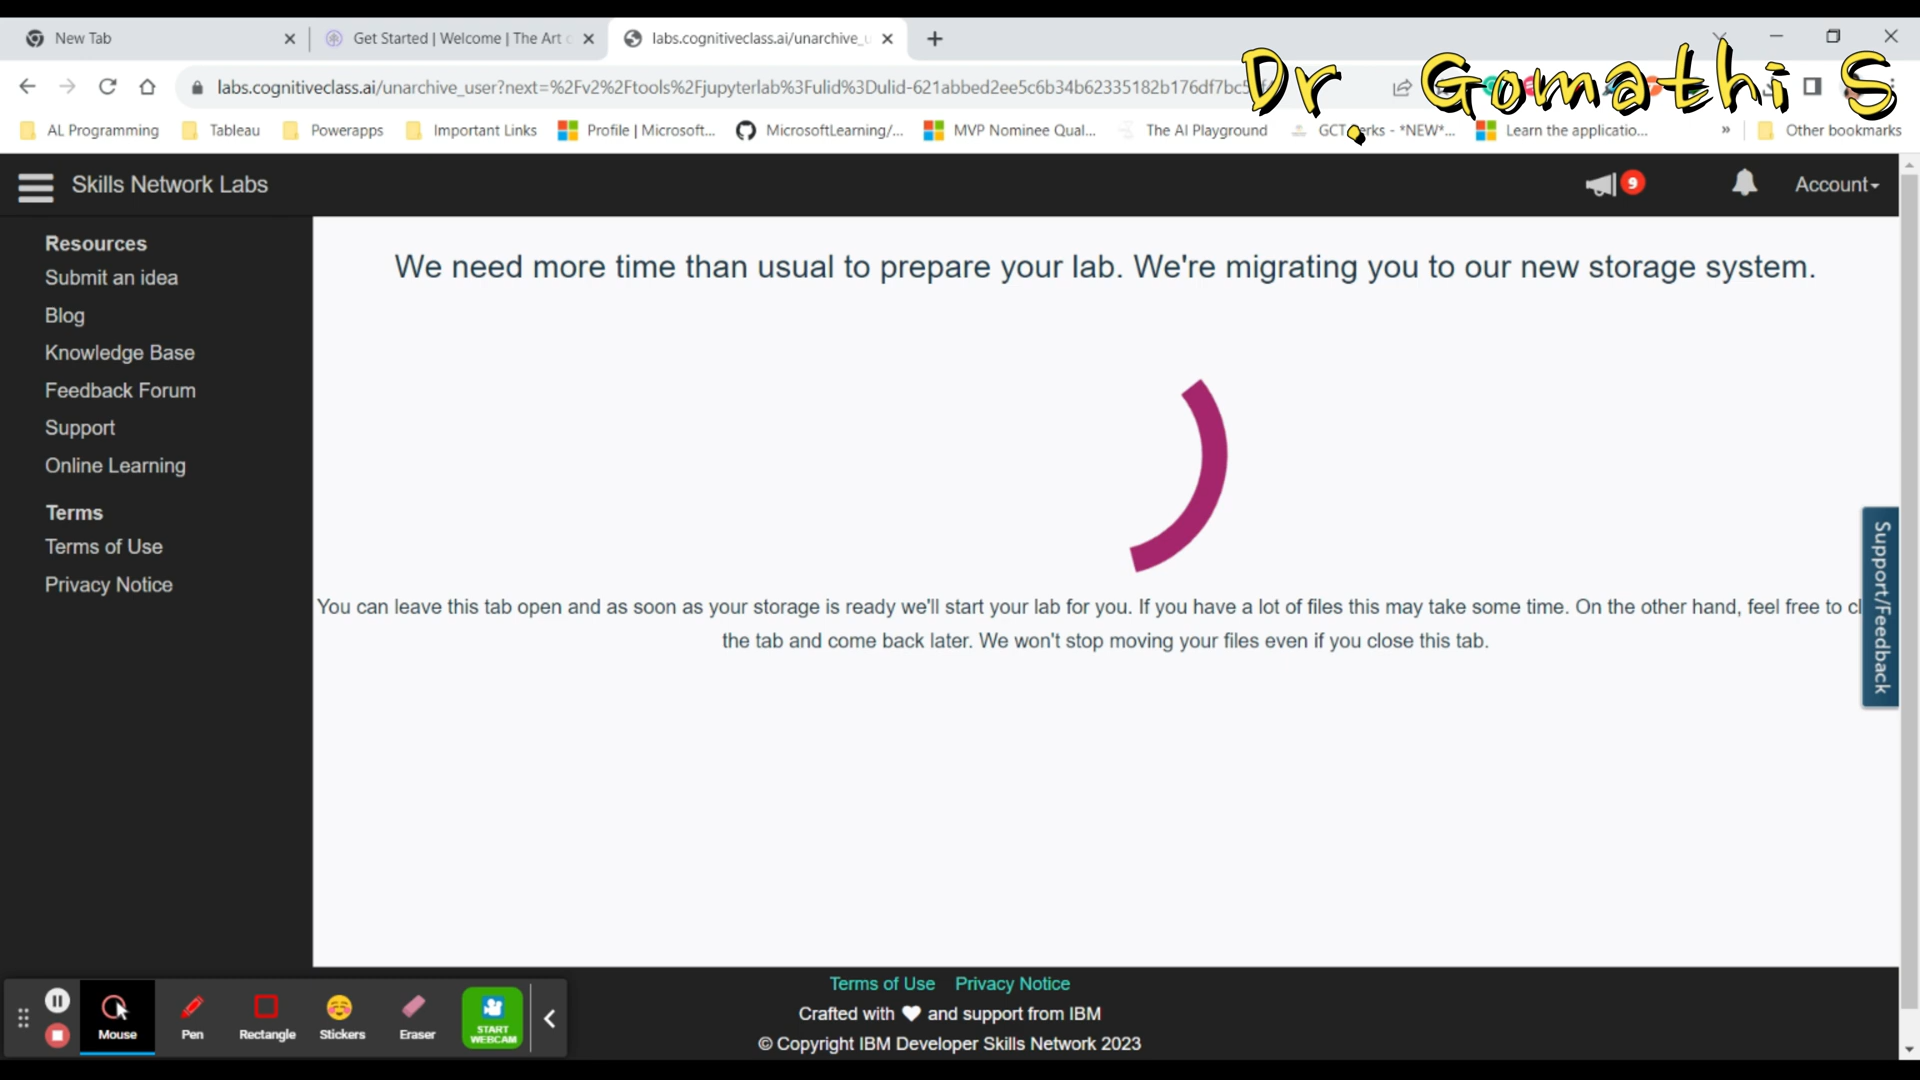 New Tab
Get Started | Welcome | The Art
labs.cognitiveclass.ai/unarchive_u
Dr. Gomathi S
labs.cognitiveclass.ai/unarchive_user?next=%2Fv2%2Ftools%2Fjupyterlab%3Fulid%3Dulid-621abbed2ee5c6b34b62335182b176df7bc5
AL Programming
Tableau
Powerapps
Important Links
Profile | Microsoft...
MicrosoftLearning/...
MVP Nominee Qual...
The AI Playground
GCT Perks - *NEW*...
Learn the applicatio...
»
Other bookmarks
Skills Network Labs
9
Account
Resources
Submit an idea
Blog
Knowledge Base
Feedback Forum
Support
Online Learning
Terms
Terms of Use
Privacy Notice
We need more time than usual to prepare your lab. We're migrating you to our new storage system.
You can leave this tab open and as soon as your storage is ready we'll start your lab for you. If you have a lot of files this may take some time. On the other hand, feel free to cl
the tab and come back later. We won't stop moving your files even if you close this tab.
Support/Feedback
Terms of Use Privacy Notice
Crafted with ♥ and support from IBM
© Copyright IBM Developer Skills Network 2023
Mouse
Pen
Rectangle
Stickers
Eraser
START
WEBCAM